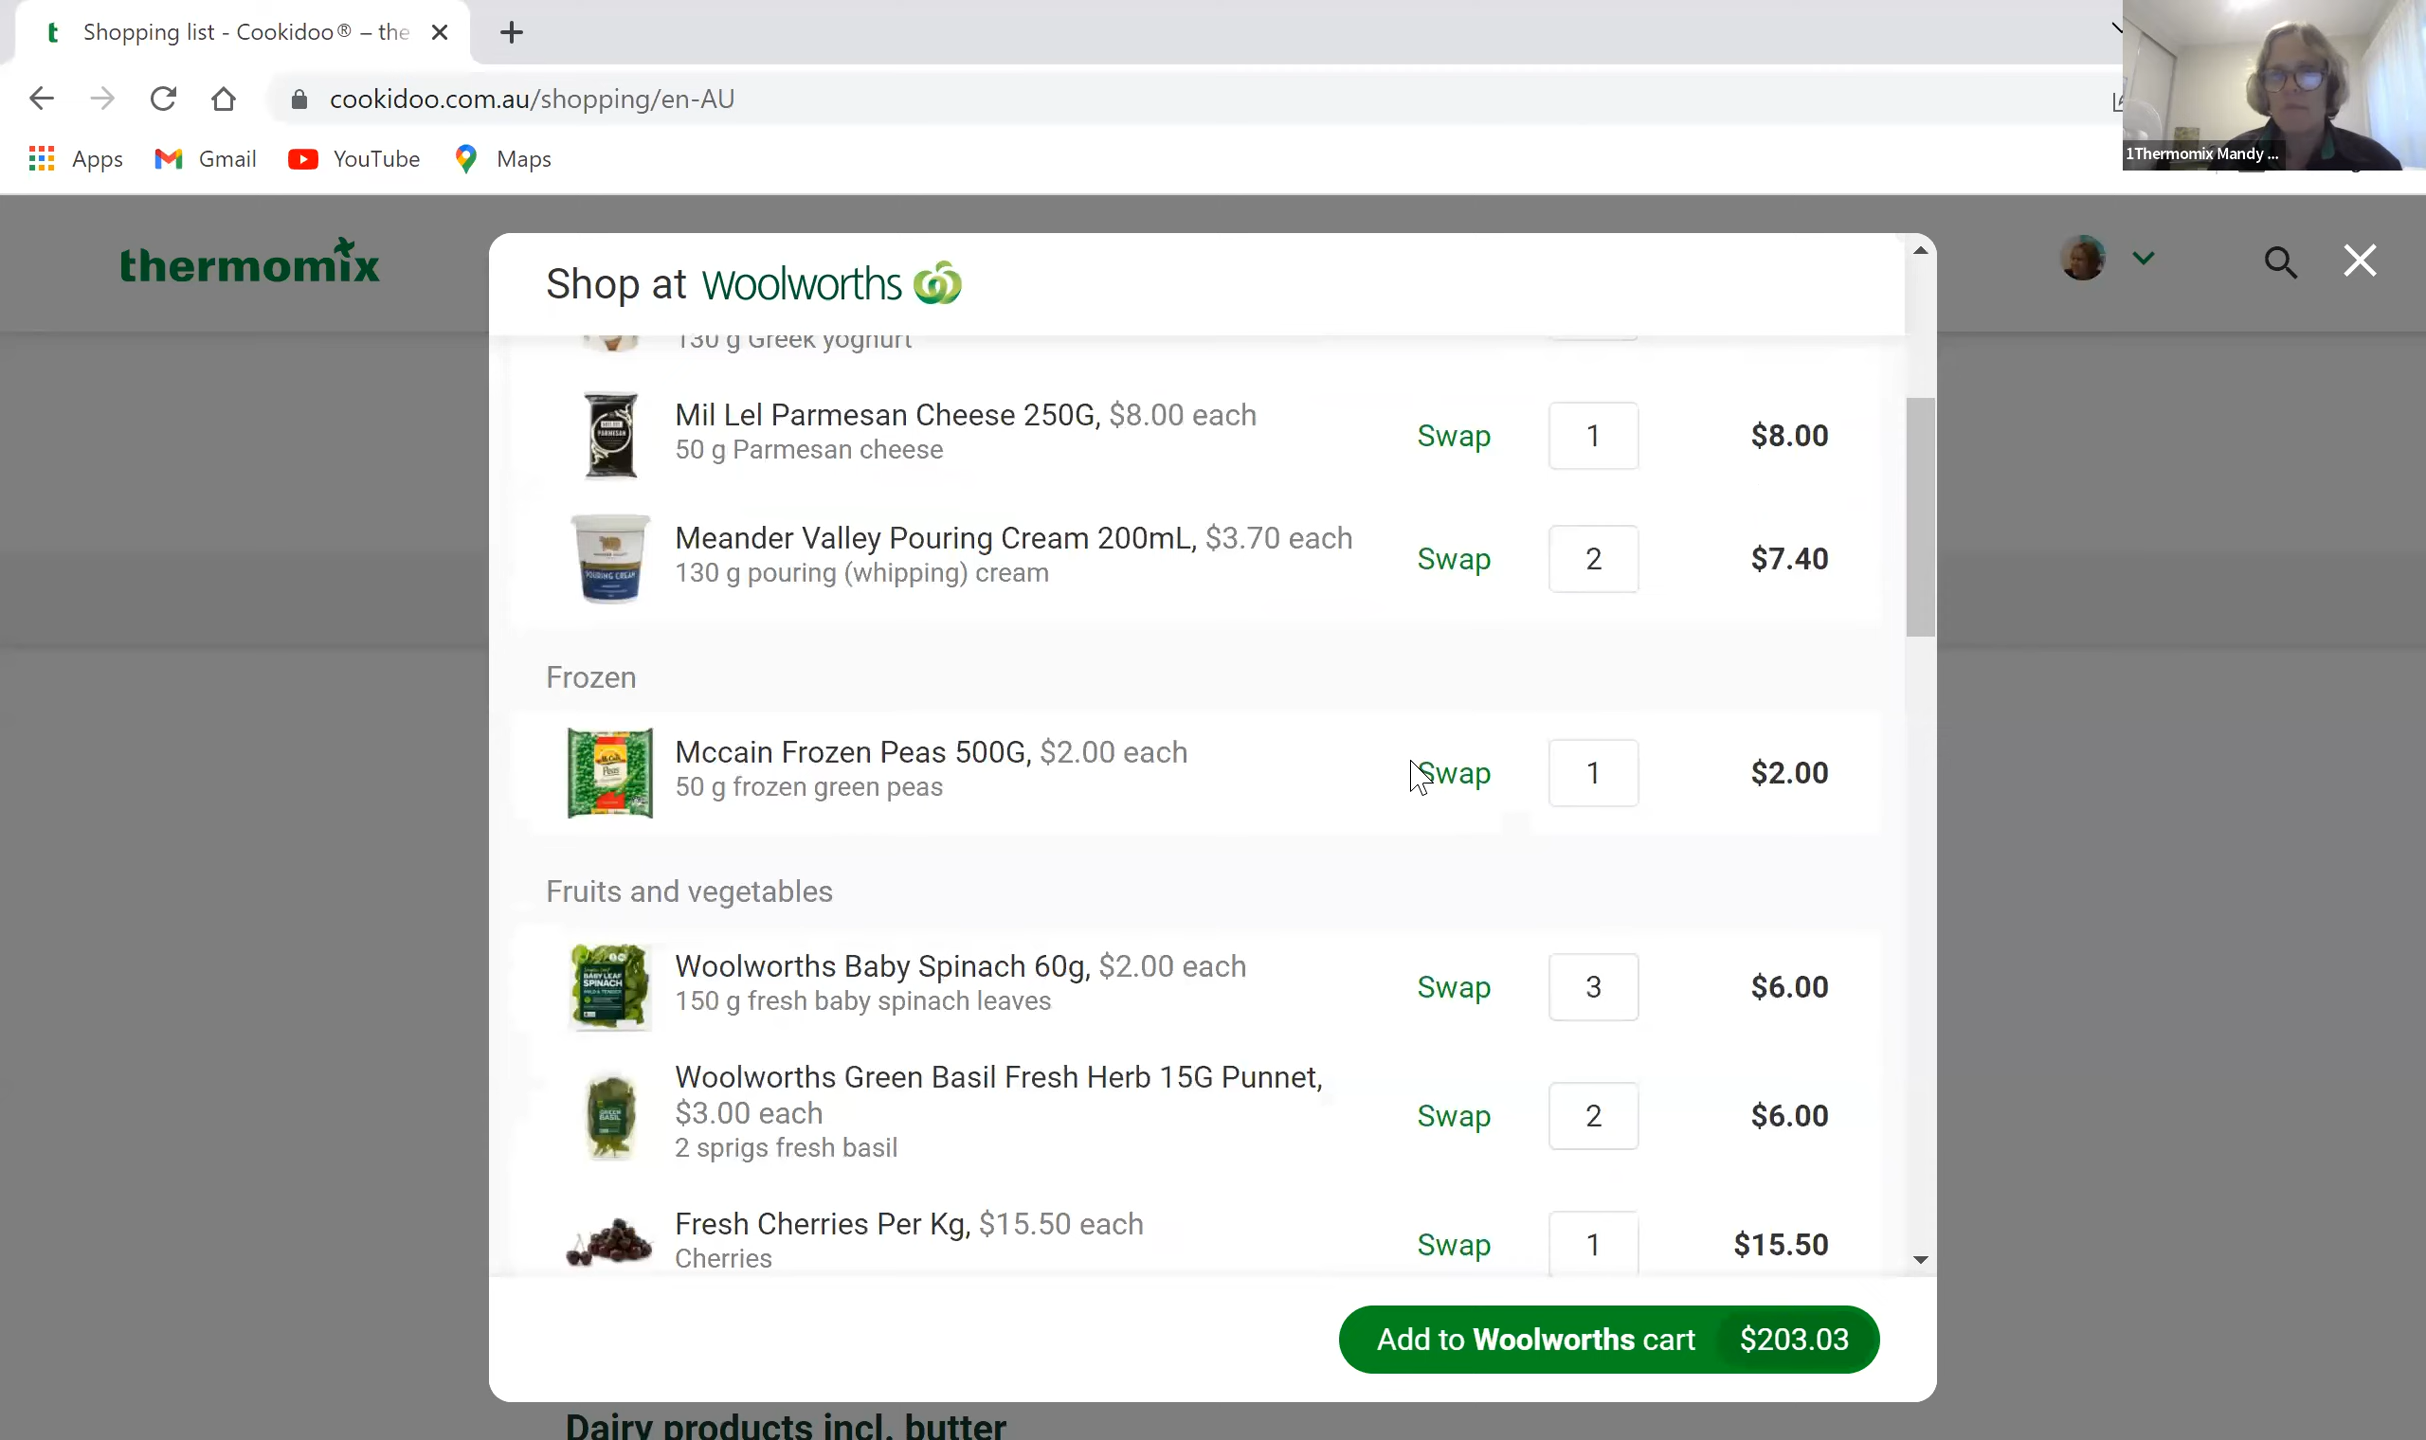 Shopping list - Cookidoo® – the
cookidoo.com.au/shopping/en-AU
Apps
Gmail
YouTube
Maps
1Thermomix Mandy ...
thermomix
Shop at woolworths
130 g Greek yoghurt
Mil Lel Parmesan Cheese 250G, $8.00 each
50 g Parmesan cheese
Swap
1
$8.00
Meander Valley Pouring Cream 200mL, $3.70 each
130 g pouring (whipping) cream
Swap
2
$7.40
Frozen
Mccain Frozen Peas 500G, $2.00 each
50 g frozen green peas
Swap
1
$2.00
Fruits and vegetables
Woolworths Baby Spinach 60g, $2.00 each
150 g fresh baby spinach leaves
Swap
3
$6.00
Woolworths Green Basil Fresh Herb 15G Punnet,
$3.00 each
2 sprigs fresh basil
Swap
2
$6.00
Fresh Cherries Per Kg, $15.50 each
Cherries
Swap
1
$15.50
Add to Woolworths cart $203.03
Dairy products incl. butter